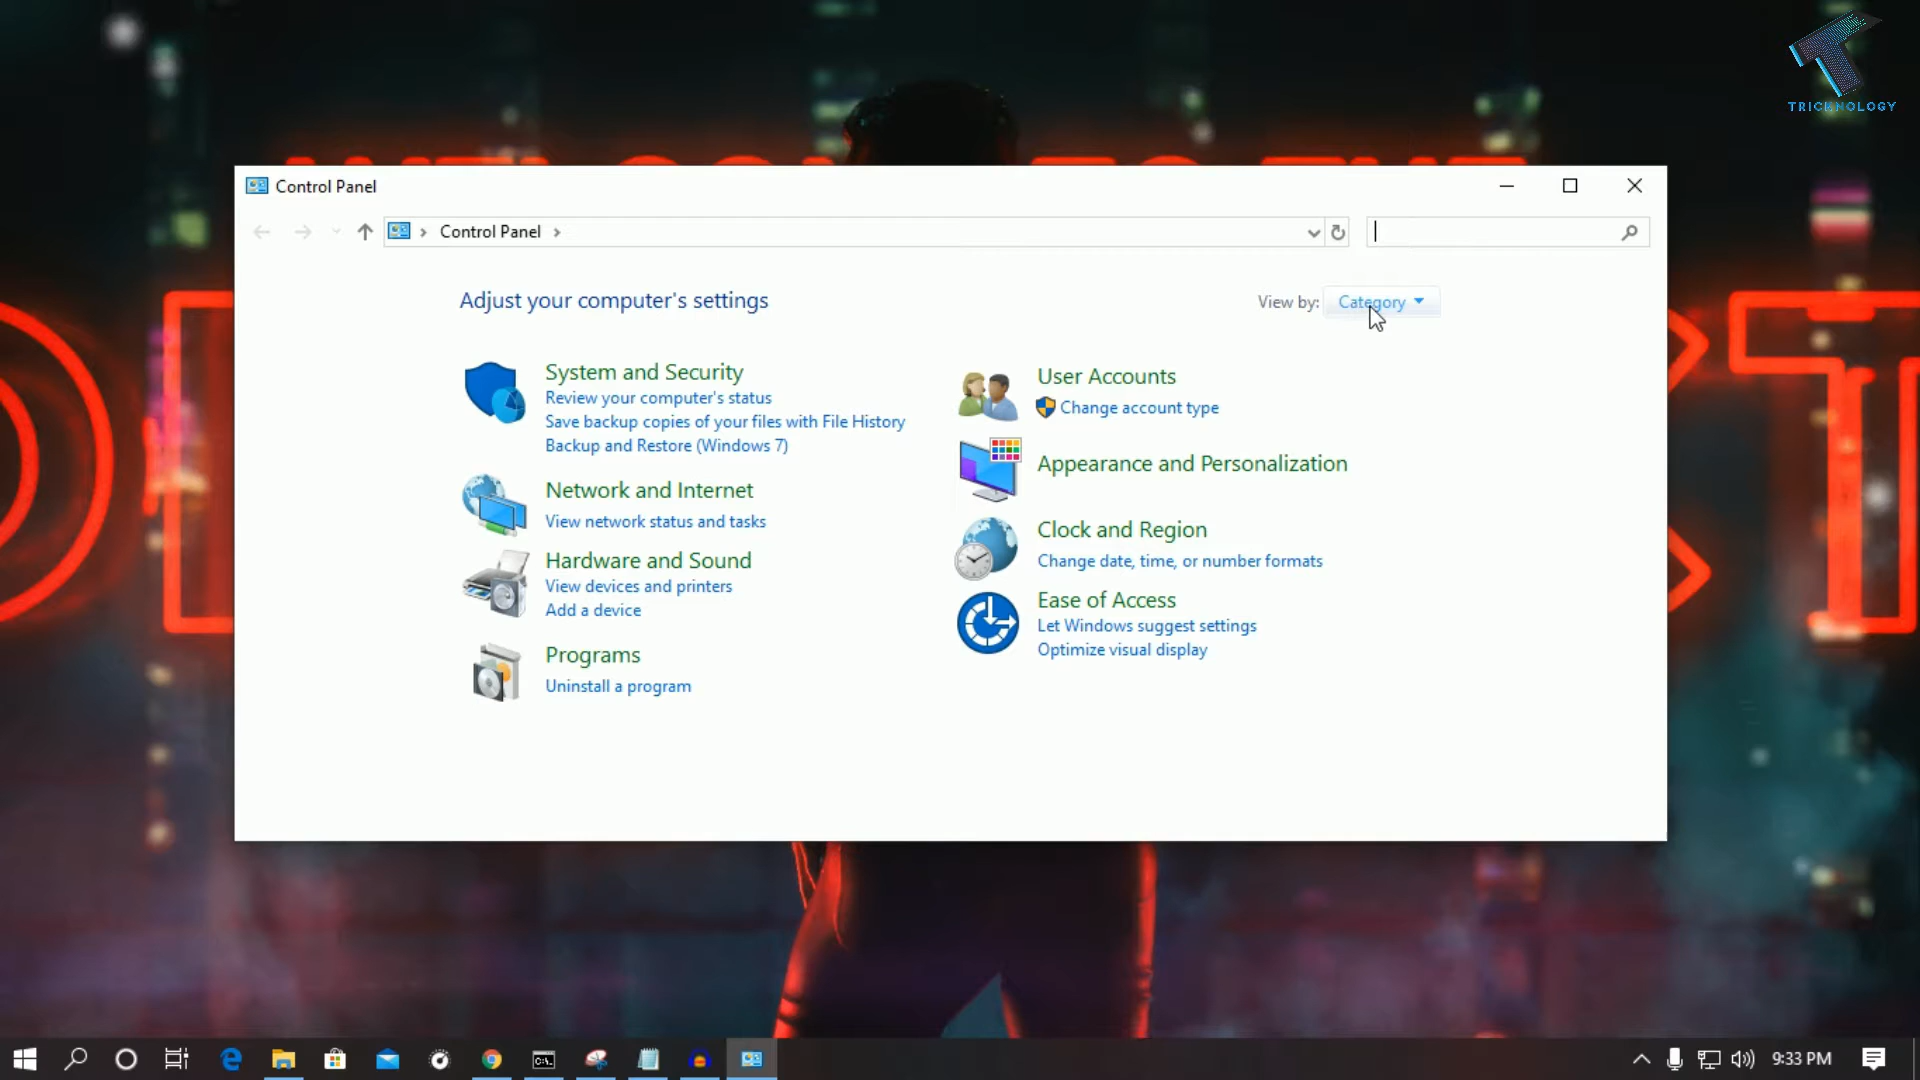 TRICKNOLOGY
Control Panel
Control Panel
Adjust your computer's settings
View by: Category
System and Security
Review your computer's status
Save backup copies of your files with File History
Backup and Restore (Windows 7)
Network and Internet
View network status and tasks
Hardware and Sound
View devices and printers
Add a device
Programs
Uninstall a program
User Accounts
Change account type
Appearance and Personalization
Clock and Region
Change date, time, or number formats
Ease of Access
Let Windows suggest settings
Optimize visual display
9:33 PM